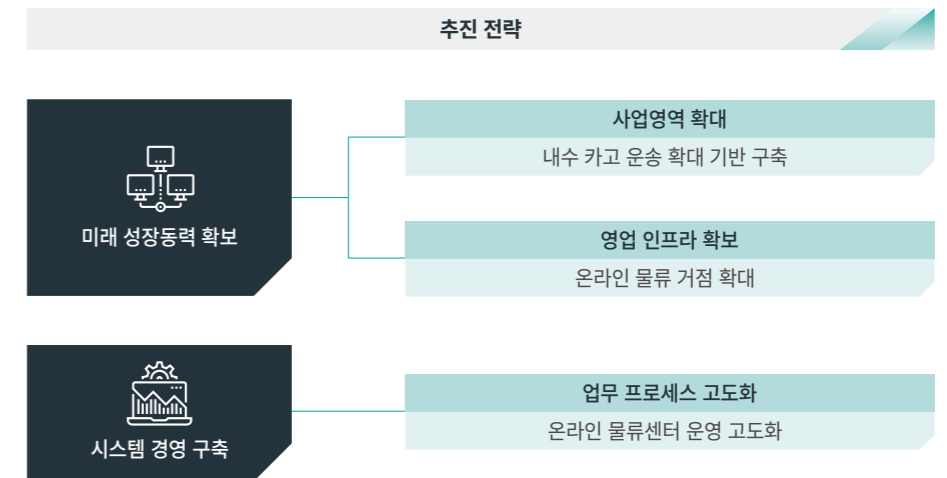 추진 전략
미래 성장동력 확보
사업영역 확대
내수 카고 운송 확대 기반 구축
영업 인프라 확보
온라인 물류 거점 확대
시스템 경영 구축
업무 프로세스 고도화
온라인 물류센터 운영 고도화